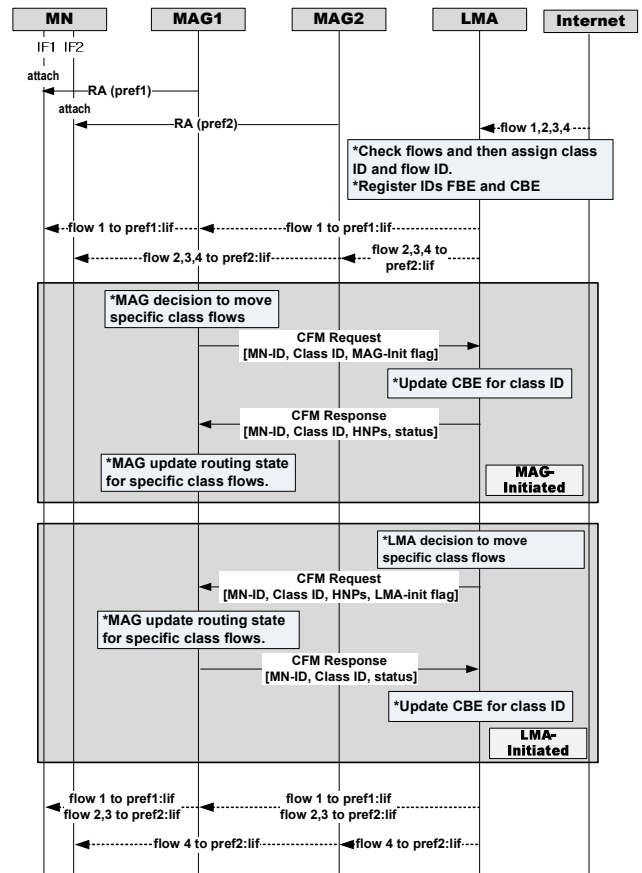 MN
MAG1
MAG2
LMA
Internet
IF1 IF2
attach
RA (pref1)
attach
RA (pref2)
flow 1,2,3,4
*Check flows and then assign class
ID and flow ID.
*Register IDs FBE and CBE
flow 1 to pref1:lif
flow 1 to pref1:lif
flow 2,3,4 to pref2:lif
flow 2,3,4 to
pref2:lif
*MAG decision to move
specific class flows
CFM Request
[MN-ID, Class ID, MAG-Init flag]
*Update CBE for class ID
CFM Response
[MN-ID, Class ID, HNPs, status]
*MAG update routing state
for specific class flows.
MAG-
Initiated
*LMA decision to move
specific class flows
CFM Request
[MN-ID, Class ID, HNPs, LMA-init flag]
*MAG update routing state
for specific class flows.
CFM Response
[MN-ID, Class ID, status]
*Update CBE for class ID
LMA-
Initiated
flow 1 to pref1:lif
flow 2,3 to pref2:lif
flow 1 to pref1:lif
flow 2,3 to pref2:lif
flow 4 to pref2:lif
flow 4 to pref2:lif